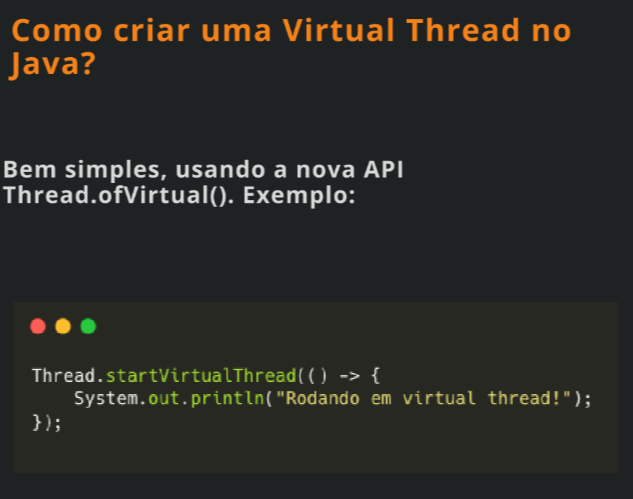 Como criar uma Virtual Thread no
Java?
Bem simples, usando a nova API
Thread.ofVirtual(). Exemplo:
Thread.startVirtualThread(() -> {
    System.out.println("Rodando em virtual thread!");
});